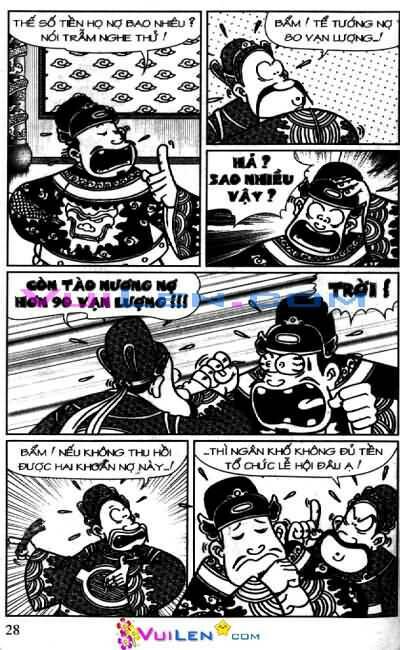 THẾ SỐ TIỀN HỌ NỢ BAO NHIÊU ?
NÓI TRẪM NGHE THỬ !
BẨM ! TỂ TƯỚNG NỢ
80 VẠN LƯỢNG...!
HẢ ?
SAO NHIỀU
VẬY ?
CÒN TÀO NƯƠNG NỢ
HƠN 90 VẠN LƯỢNG !!!
TRỜI !
VUILEN.COM
BẨM ! NẾU KHÔNG THU HỒI
ĐƯỢC HAI KHOẢN NỢ NÀY...!
...THÌ NGÂN KHỐ KHÔNG ĐỦ TIỀN
TỔ CHỨC LỄ HỘI ĐÂU Ạ !
28
VUILEN.COM